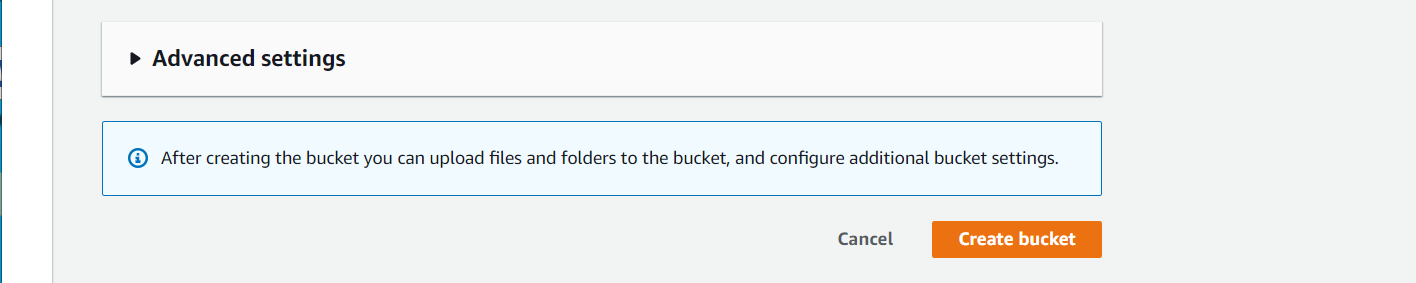 Advanced settings
After creating the bucket you can upload files and folders to the bucket, and configure additional bucket settings.
Cancel
Create bucket